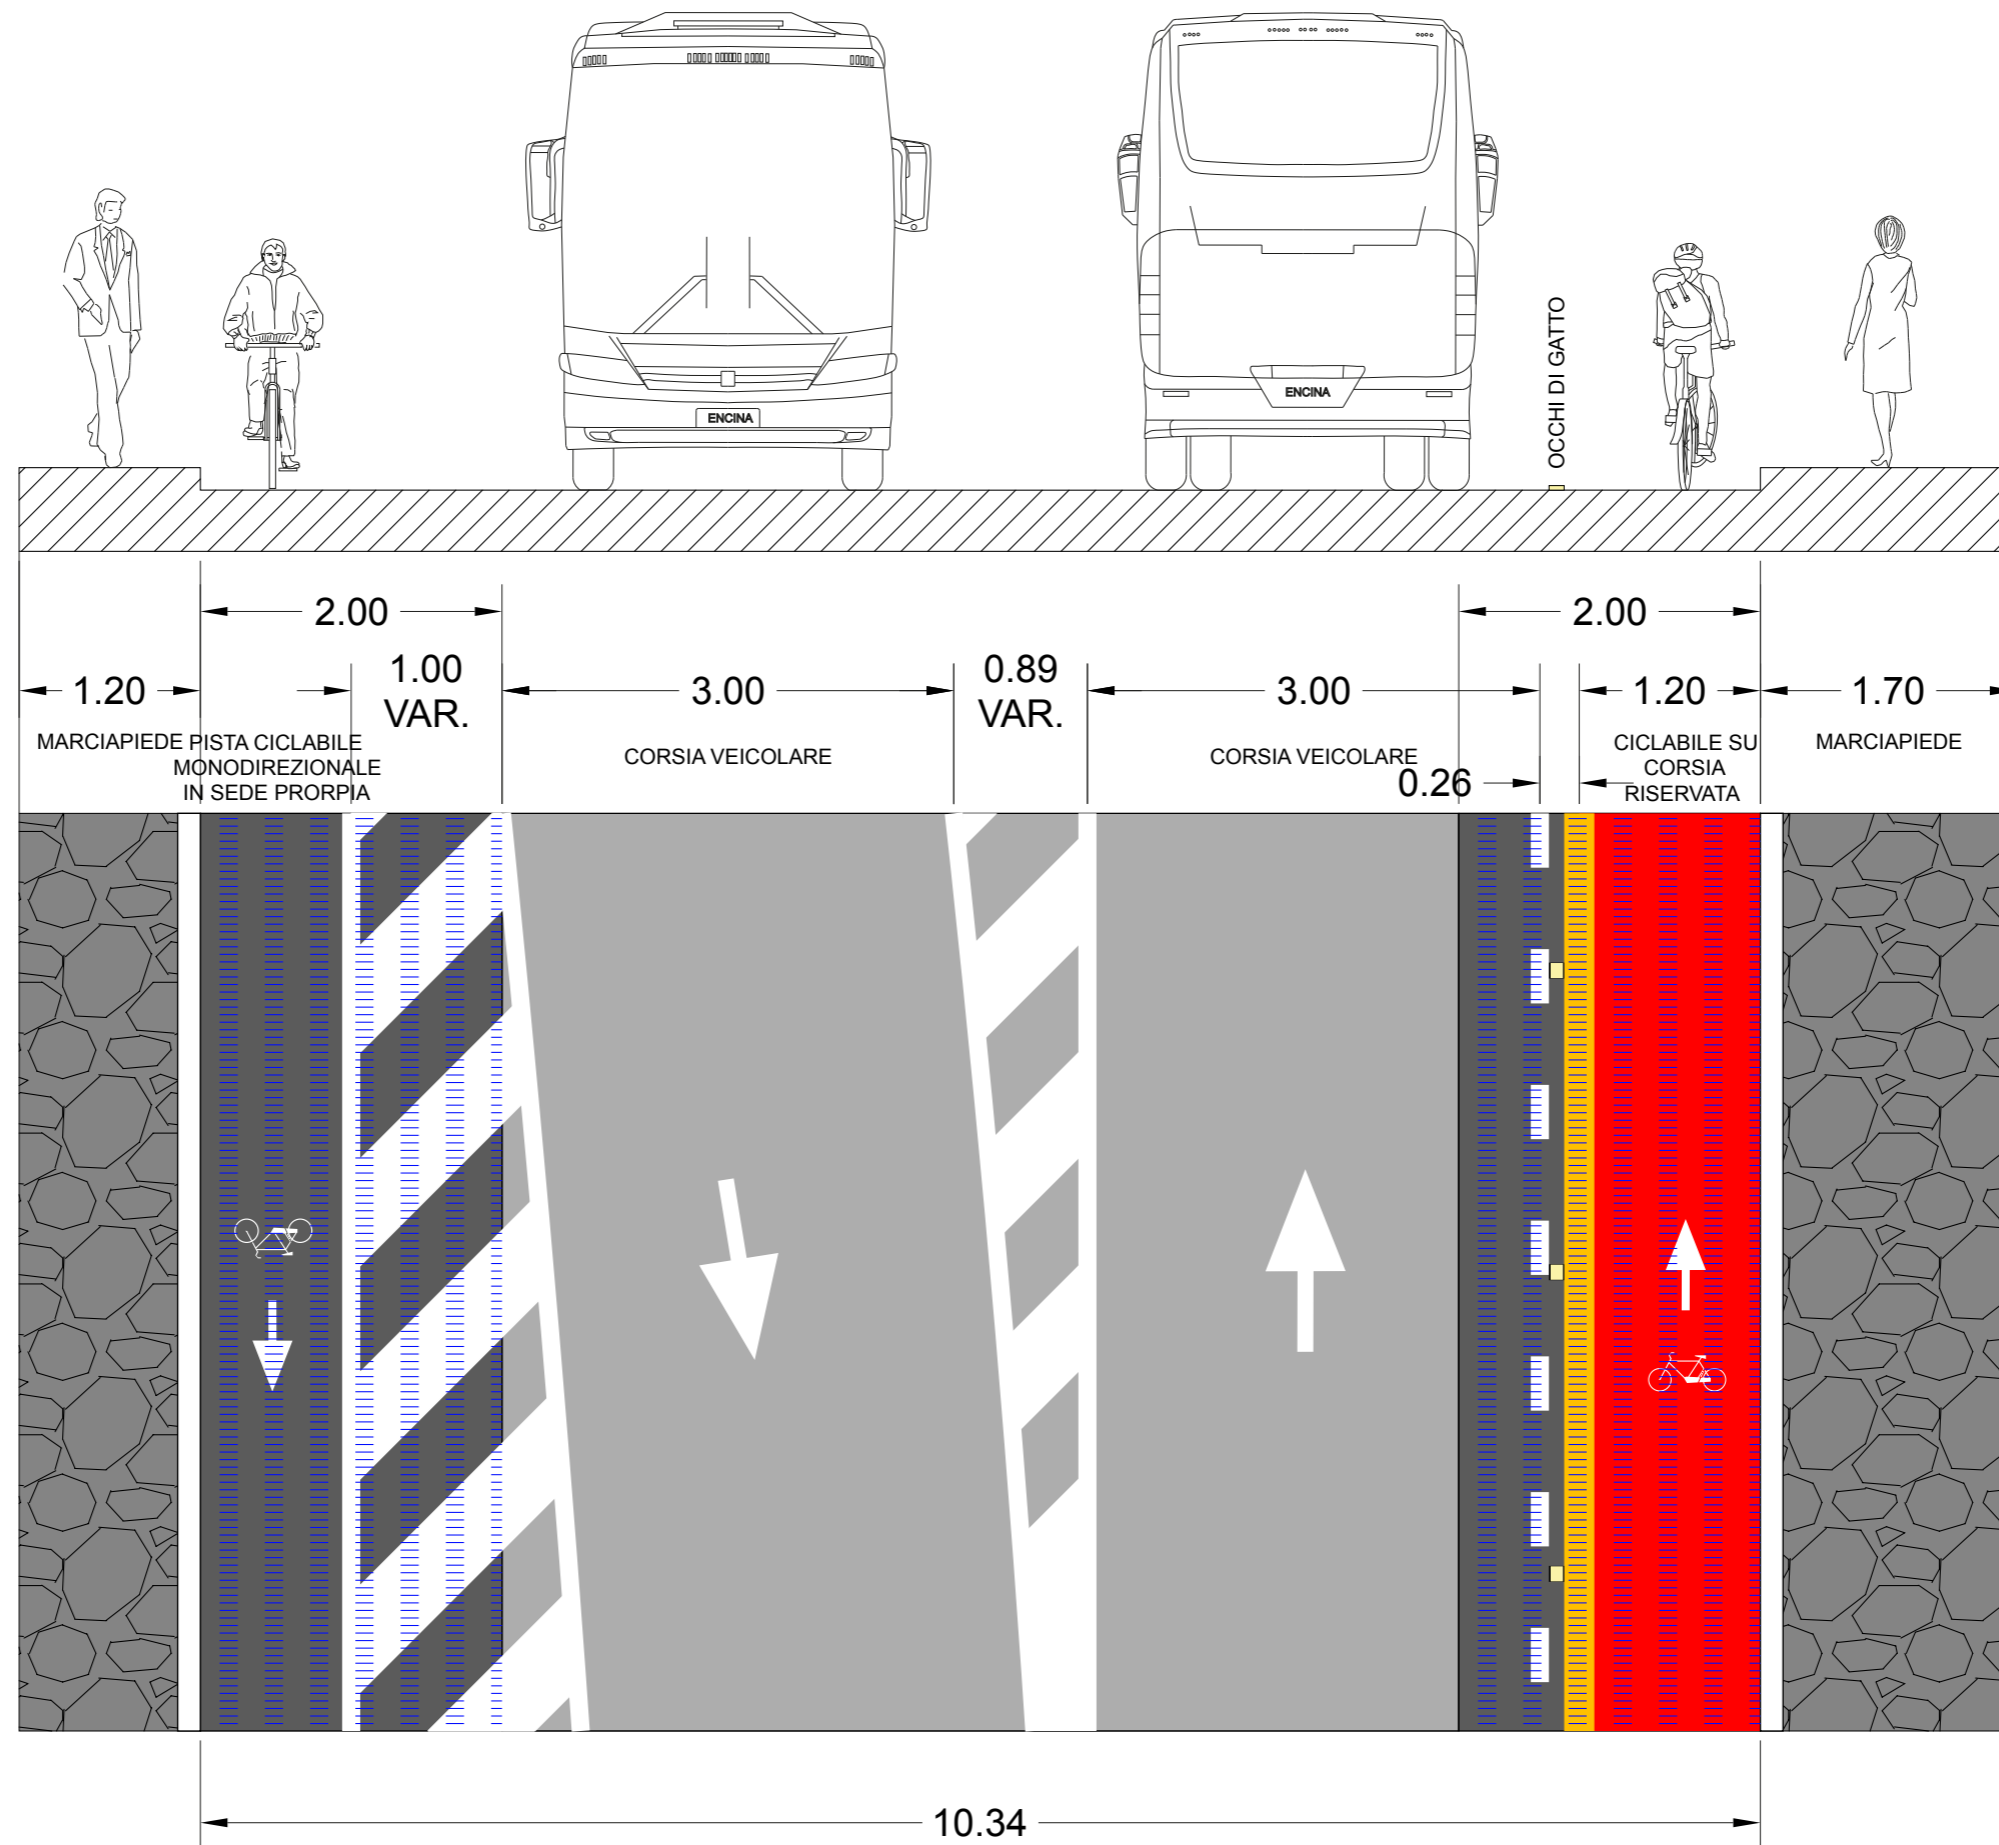 ENCINA
ENCINA
OCCHI DI GATTO
2.00
2.00
1.20
1.00
VAR.
3.00
0.89
VAR.
3.00
1.20
1.70
MARCIAPIEDE
PISTA CICLABILE
MONODIREZIONALE
IN SEDE PRORPIA
CORSIA VEICOLARE
CORSIA VEICOLARE
0.26
CICLABILE SU
CORSIA
RISERVATA
MARCIAPIEDE
10.34